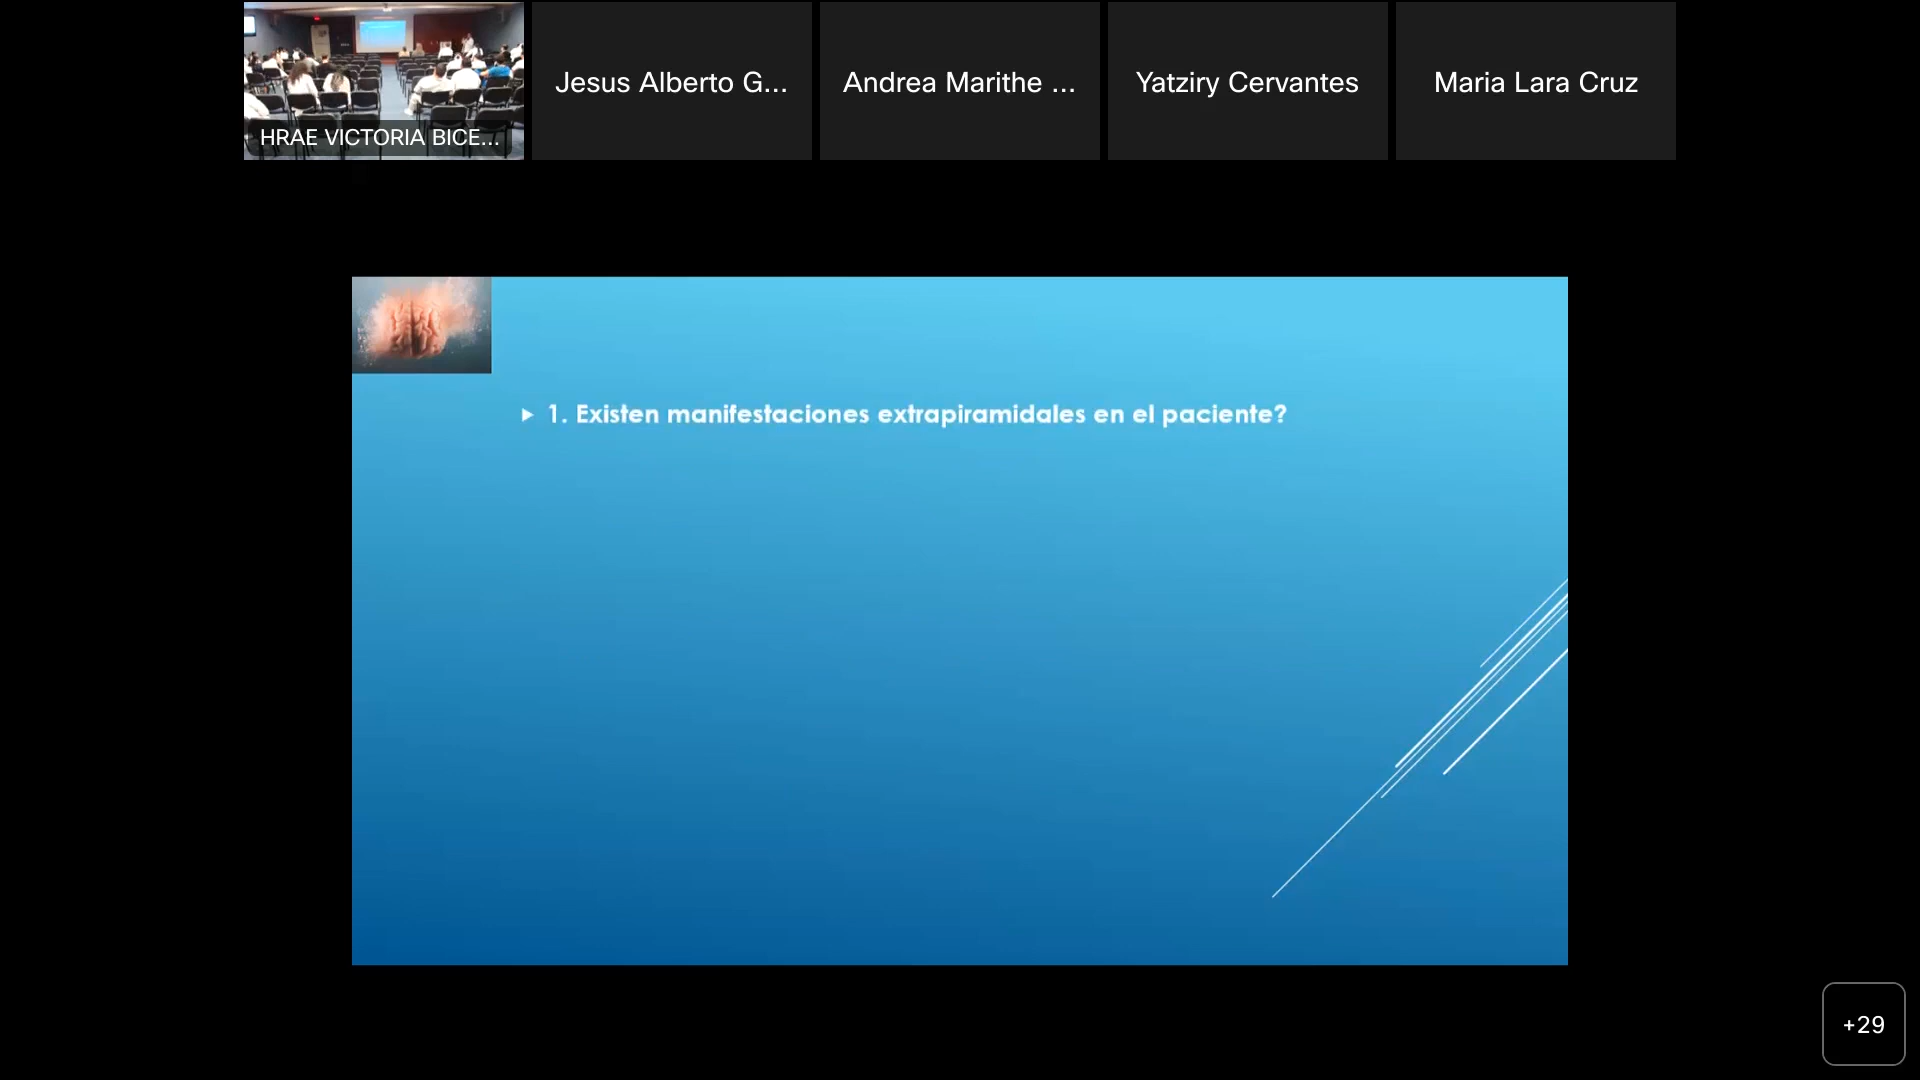 HRAE VICTORIA BICE...
Jesus Alberto G...
Andrea Marithe ...
Yatziry Cervantes
Maria Lara Cruz
1. Existen manifestaciones extrapiramidales en el paciente?
+29